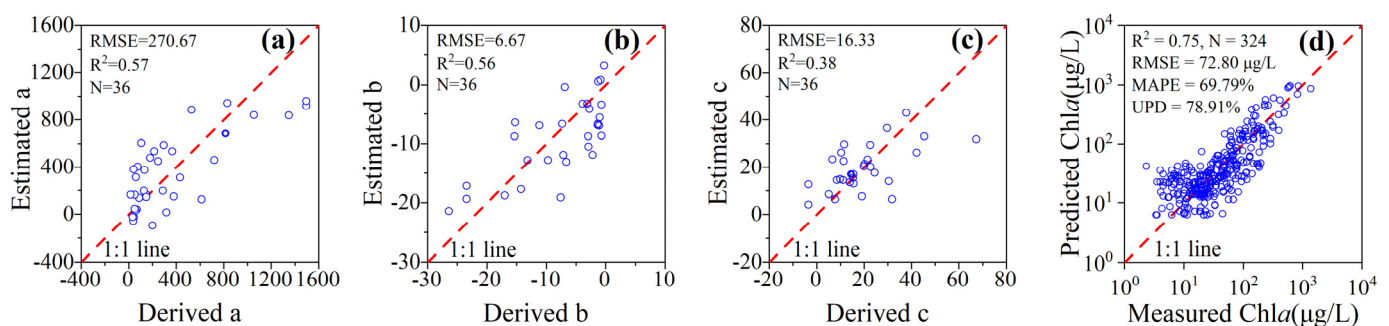 (a)
RMSE=270.67
R²=0.57
N=36
1:1 line
1600
1200
800
400
0
-400
Estimated a
-400
0
400
800
1200
1600
Derived a
(b)
RMSE=6.67
R²=0.56
N=36
1:1 line
10
0
-10
-20
-30
Estimated b
-30
-20
-10
0
10
Derived b
(c)
RMSE=16.33
R²=0.38
N=36
1:1 line
80
60
40
20
0
-20
Estimated c
-20
0
20
40
60
80
Derived c
(d)
R² = 0.75, N = 324
RMSE = 72.80 μg/L
MAPE = 69.79%
UPD = 78.91%
1:1 line
10⁴
10³
10²
10¹
10⁰
Predicted Chla(μg/L)
10⁰
10¹
10²
10³
10⁴
Measured Chla(μg/L)